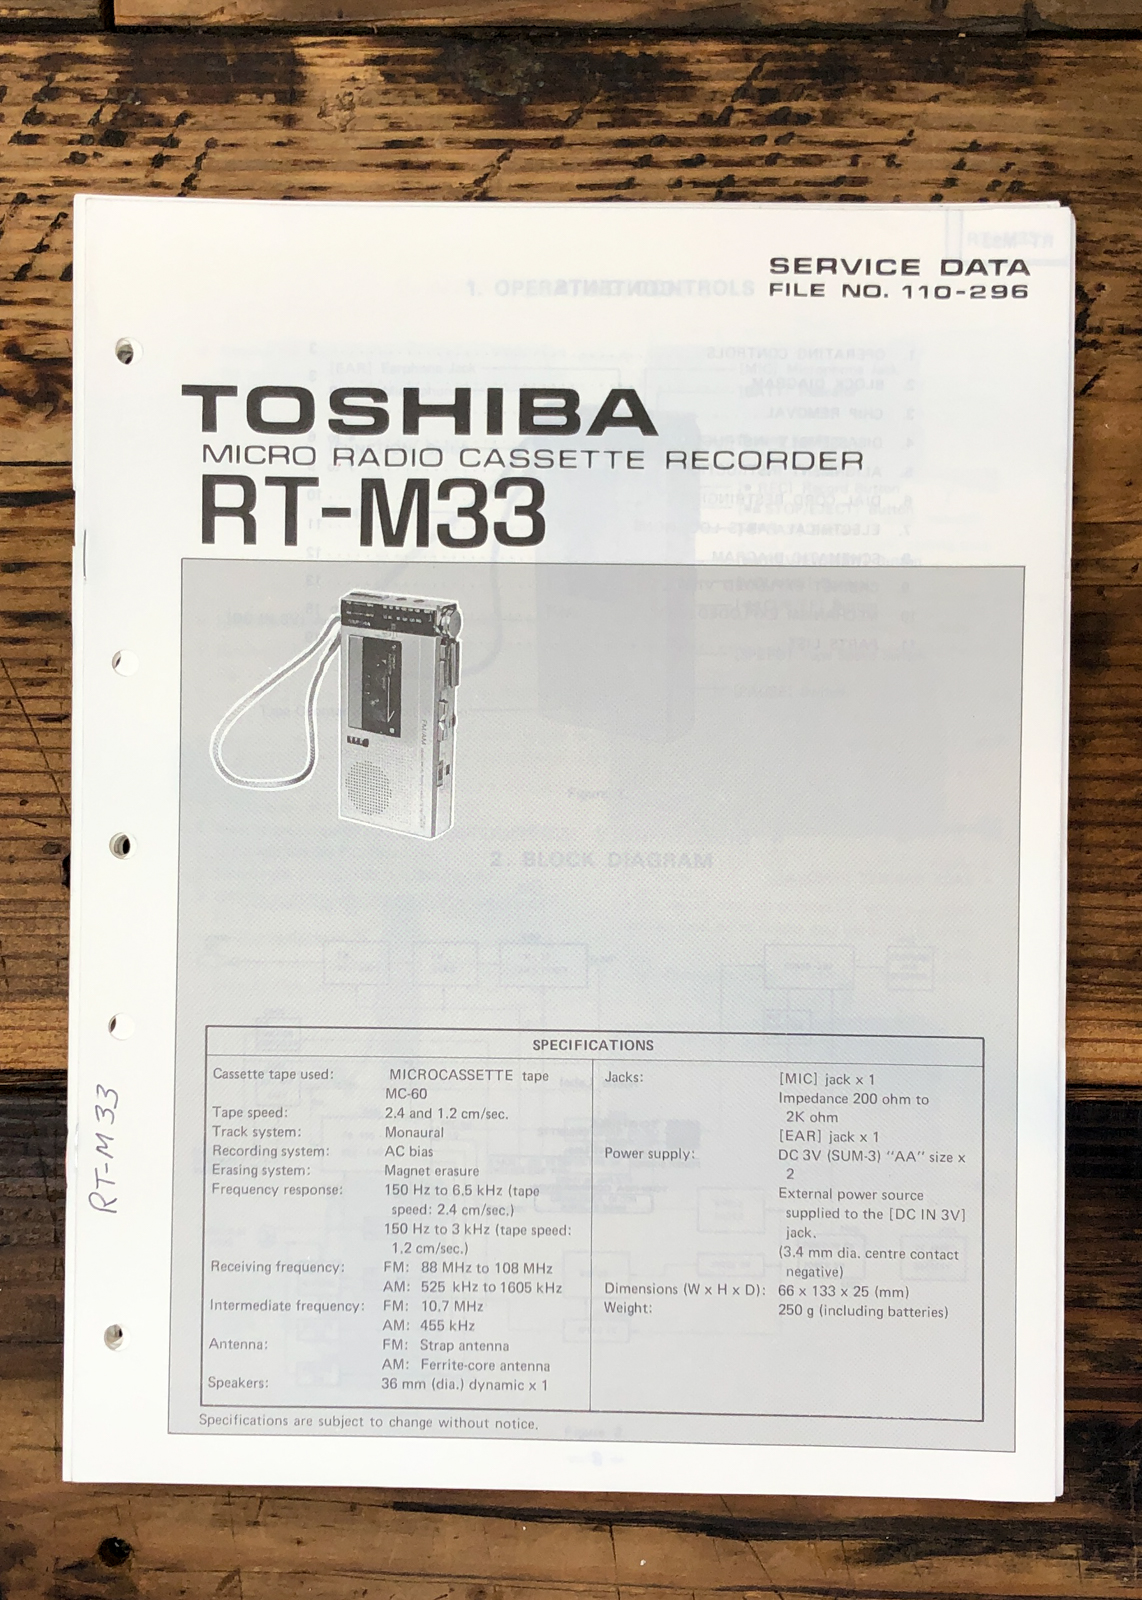 SERVICE DATA
FILE NO. 110-296
TOSHIBA
MICRO RADIO CASSETTE RECORDER
RT-M33
SPECIFICATIONS
Cassette tape used: MICROCASSETTE tape
MC-60
Tape speed: 2.4 and 1.2 cm/sec.
Track system: Monaural
Recording system: AC bias
Erasing system: Magnet erasure
Frequency response: 150 Hz to 6.5 kHz (tape
speed: 2.4 cm/sec.)
150 Hz to 3 kHz (tape speed:
1.2 cm/sec.)
Receiving frequency: FM: 88 MHz to 108 MHz
AM: 525 kHz to 1605 kHz
Intermediate frequency: FM: 10.7 MHz
AM: 455 kHz
Antenna: FM: Strap antenna
AM: Ferrite-core antenna
Speakers: 36 mm (dia.) dynamic x 1
Jacks: [MIC] jack x 1
Impedance 200 ohm to
2K ohm
[EAR] jack x 1
Power supply: DC 3V (SUM-3) "AA" size x
2
External power source
supplied to the [DC IN 3V]
jack.
(3.4 mm dia. centre contact
negative)
Dimensions (W x H x D): 66 x 133 x 25 (mm)
Weight: 250 g (including batteries)
Specifications are subject to change without notice.
RT-M33
1. OPERATING CONTROLS
2. BLOCK DIAGRAM